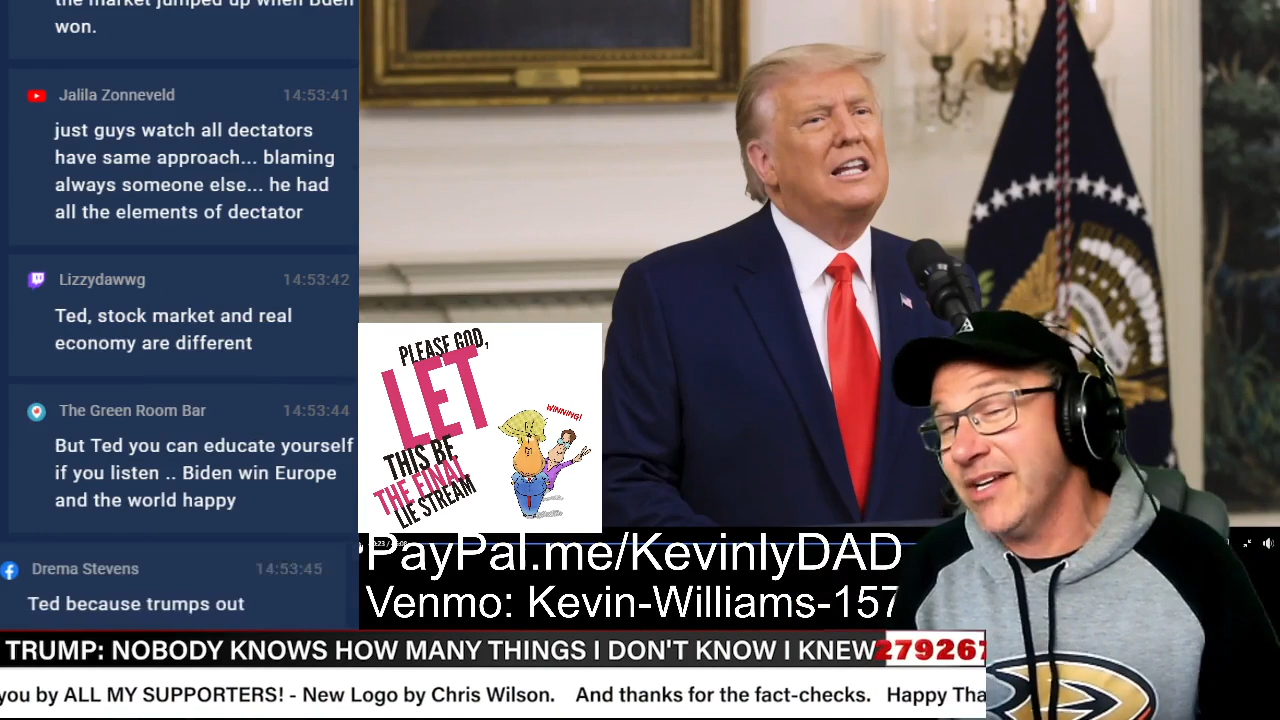 the market jumped up when Bden
won.
Jalila Zonneveld 14:53:41
just guys watch all dectators
have same approach... blaming
always someone else... he had
all the elements of dectator
Lizzydawwg 14:53:42
Ted, stock market and real
economy are different
The Green Room Bar 14:53:44
But Ted you can educate yourself
if you listen .. Biden win Europe
and the world happy
Drema Stevens 14:53:45
Ted because trumps out
PLEASE GOD,
LET
THIS BE
THE FINAL
LIE STREAM
WINNING!
PayPal.me/KevinlyDAD
Venmo: Kevin-Williams-157
TRUMP: NOBODY KNOWS HOW MANY THINGS I DON'T KNOW I KNEW
279267
you by ALL MY SUPPORTERS! - New Logo by Chris Wilson. And thanks for the fact-checks. Happy Tha